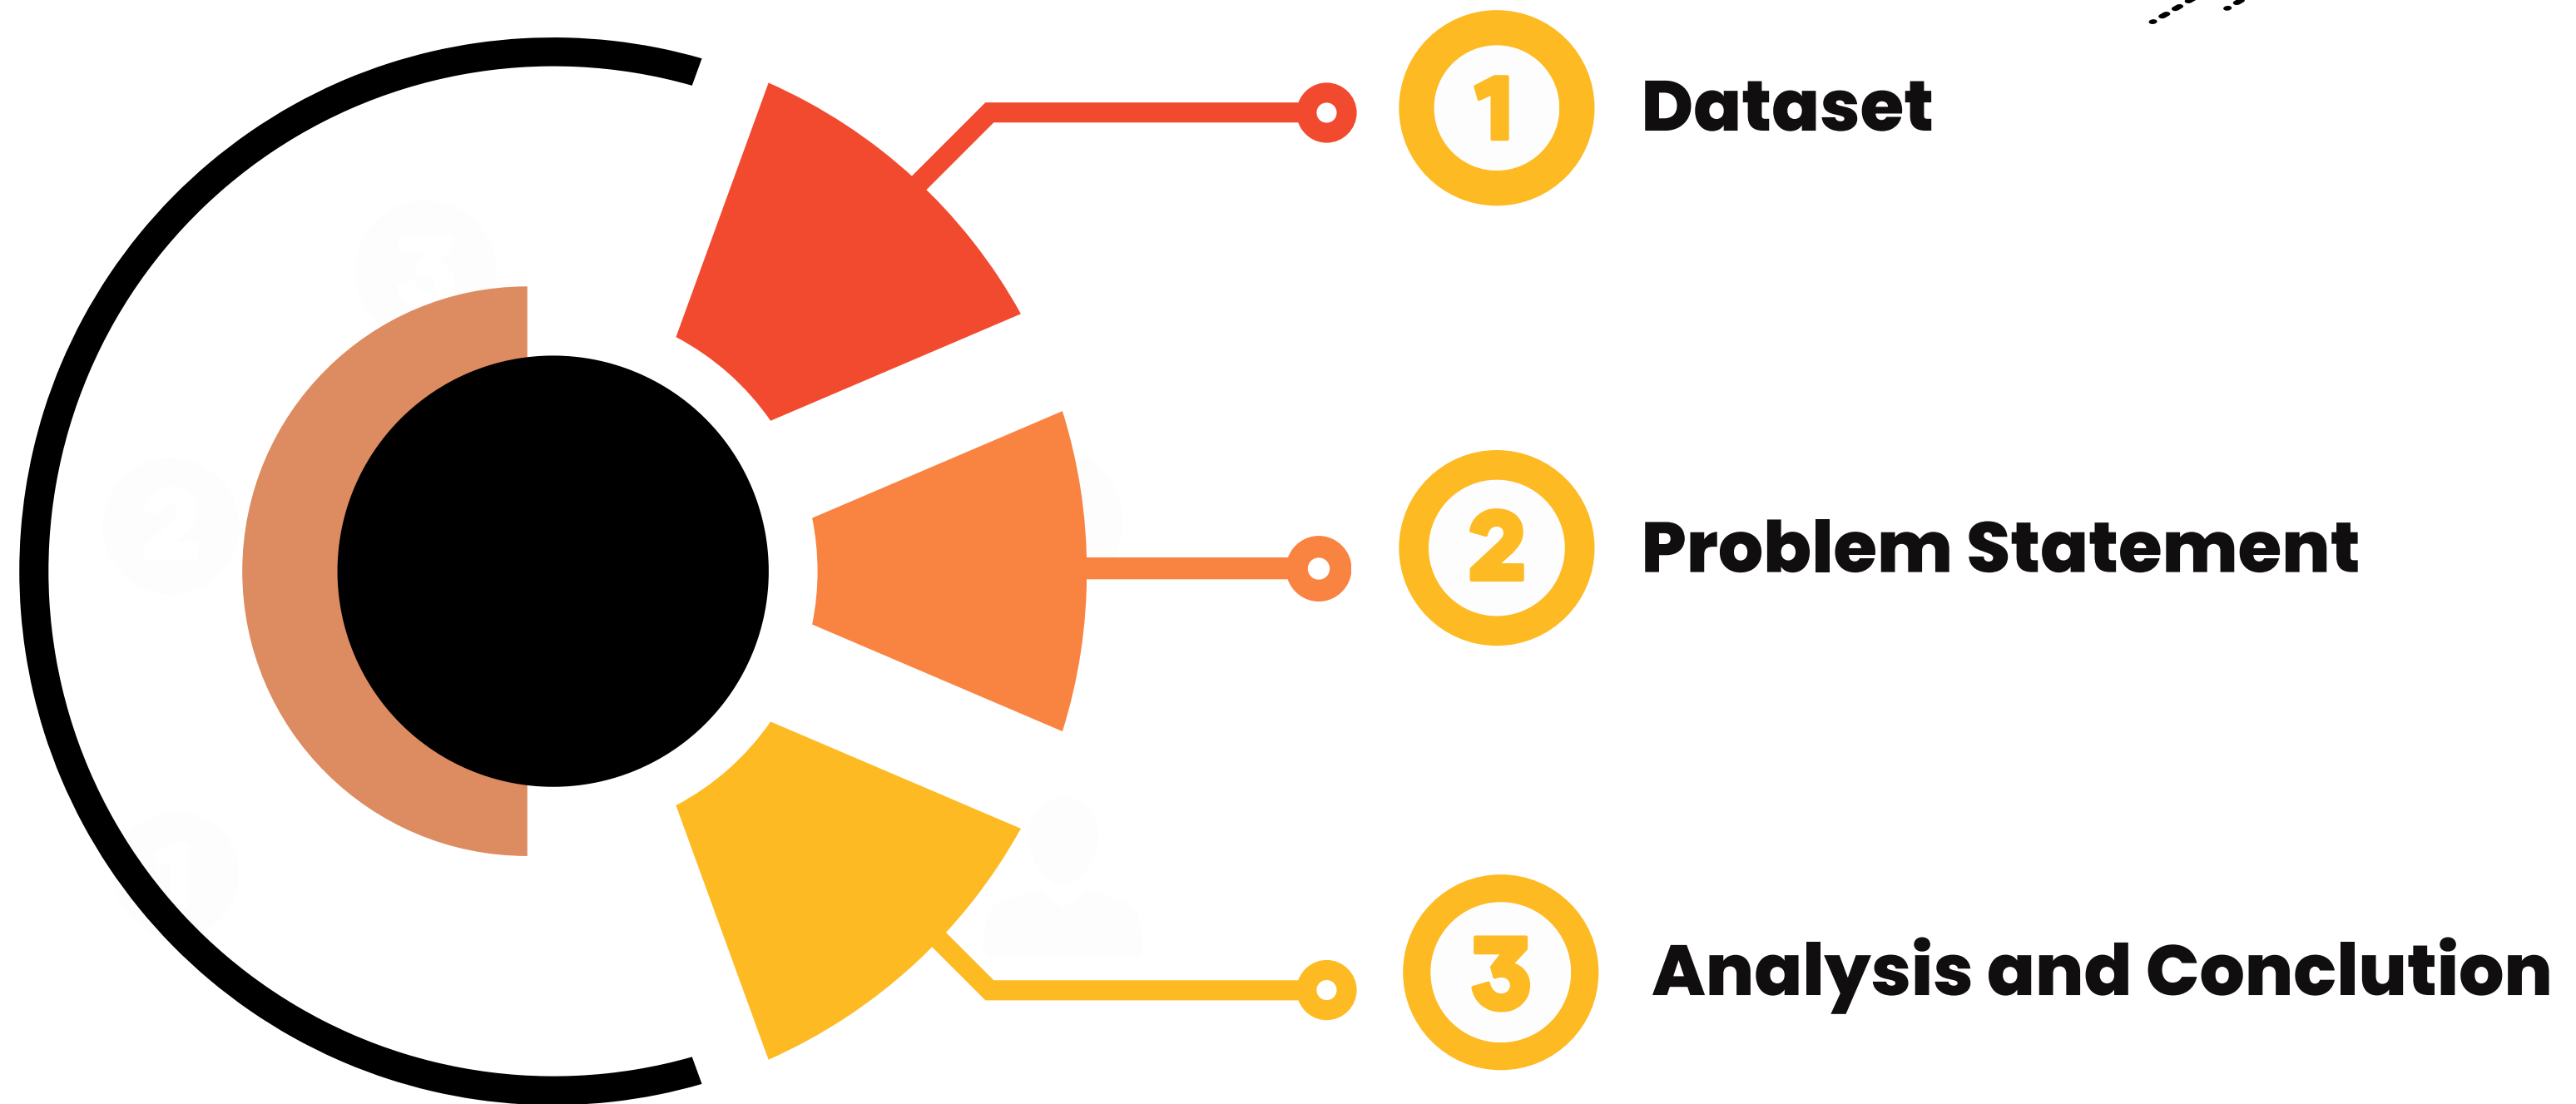 1 Dataset
2 Problem Statement
3 Analysis and Conclution